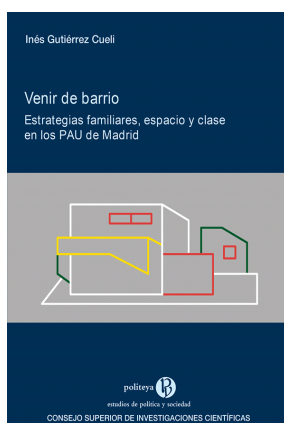 Inés Gutiérrez Cueli
Venir de barrio
Estrategias familiares, espacio y clase
en los PAU de Madrid
politeya
estudios de política y sociedad
CONSEJO SUPERIOR DE INVESTIGACIONES CIENTÍFICAS